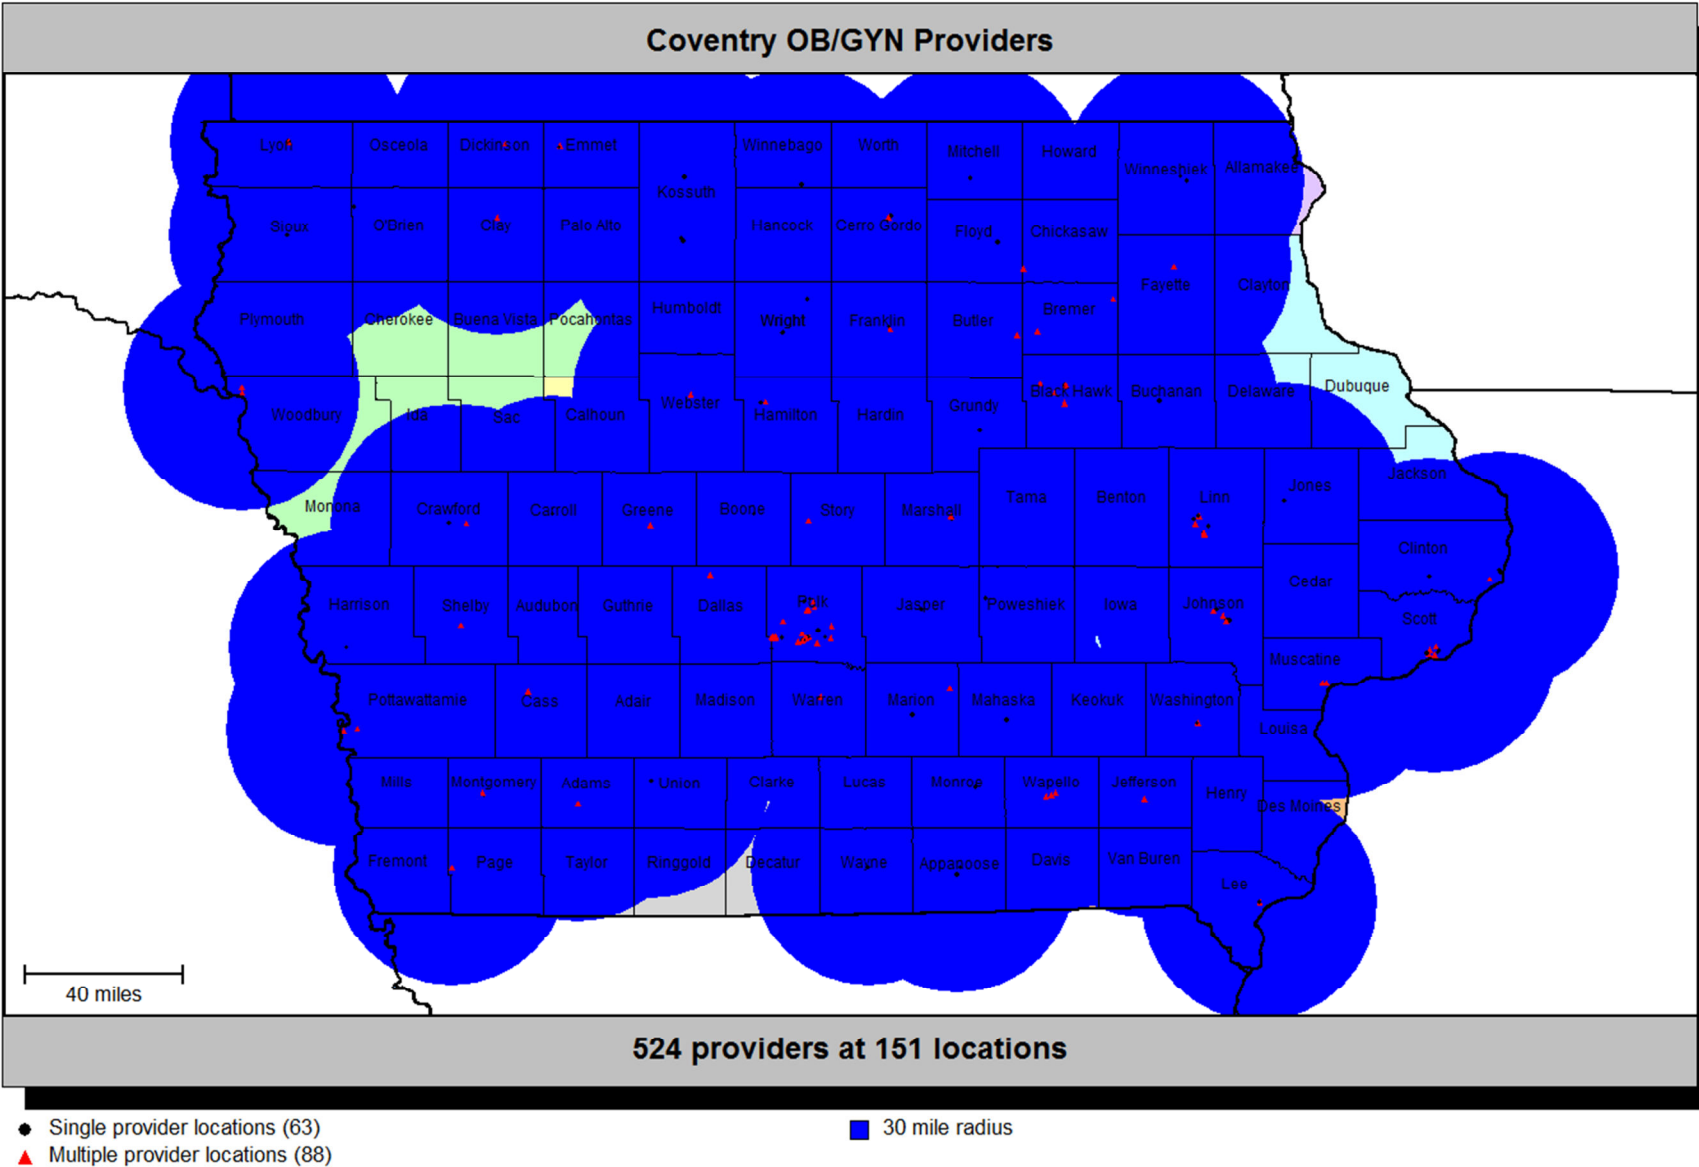 Coventry OB/GYN Providers
Lyon Osceola Dickinson Emmet Winnebago Worth Mitchell Howard Winneshiek Allamakee
Kossuth
Sioux O'Brien Clay Palo Alto Hancock Cerro Gordo Floyd Chickasaw
Plymouth Cherokee Buena Vista Pocahontas Humboldt Wright Franklin Butler Bremer Fayette Clayton
Woodbury Ida Sac Calhoun Webster Hamilton Hardin Grundy Black Hawk Buchanan Delaware Dubuque
Monona Crawford Carroll Greene Boone Story Marshall Tama Benton Linn Jones Jackson
Clinton
Harrison Shelby Audubon Guthrie Dallas Polk Jasper Poweshiek Iowa Johnson Cedar Scott
Muscatine
Pottawattamie Cass Adair Madison Warren Marion Mahaska Keokuk Washington Louisa
Mills Montgomery Adams Union Clarke Lucas Monroe Wapello Jefferson Henry Des Moines
Fremont Page Taylor Ringgold Decatur Wayne Appanoose Davis Van Buren Lee
40 miles
524 providers at 151 locations
Single provider locations (63)
30 mile radius
Multiple provider locations (88)